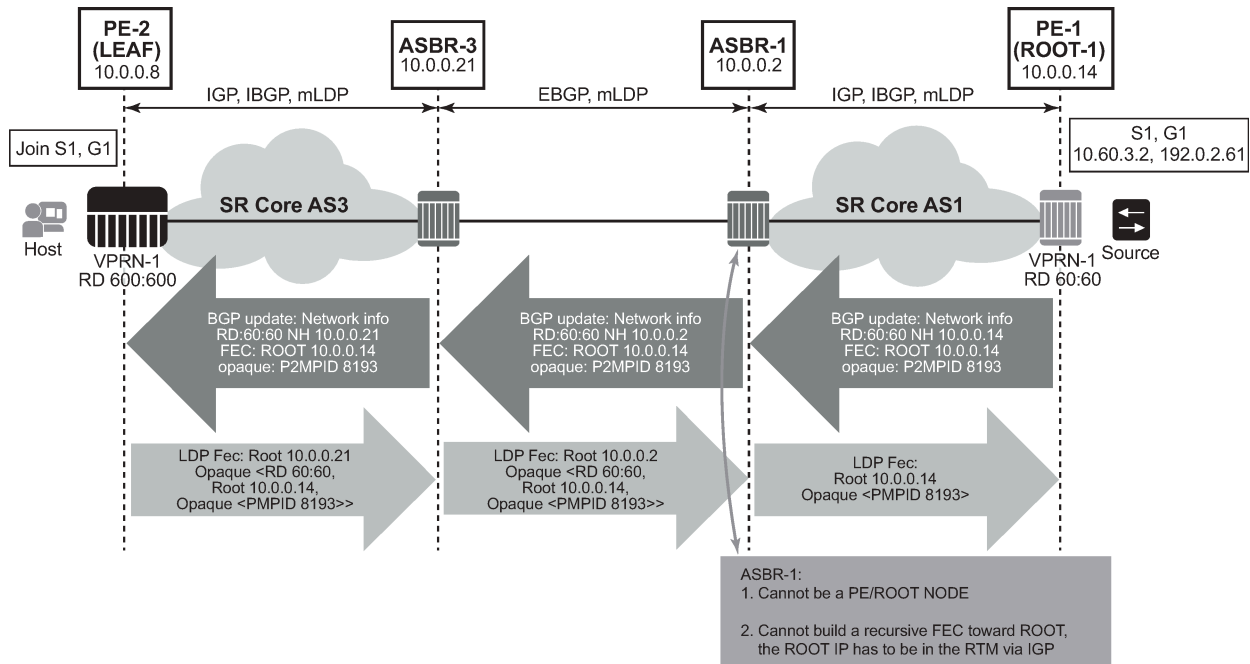 PE-2
(LEAF)
10.0.0.8
ASBR-3
10.0.0.21
ASBR-1
10.0.0.2
PE-1
(ROOT-1)
10.0.0.14
IGP, IBGP, mLDP
EBGP, mLDP
IGP, IBGP, mLDP
Join S1, G1
S1, G1
10.60.3.2, 192.0.2.61
Host
VPRN-1
RD 600:600
SR Core AS3
SR Core AS1
VPRN-1
RD 60:60
Source
BGP update: Network info
RD:60:60 NH 10.0.0.21
FEC: ROOT 10.0.0.14
opaque: P2MPID 8193
BGP update: Network info
RD:60:60 NH 10.0.0.2
FEC: ROOT 10.0.0.14
opaque: P2MPID 8193
BGP update: Network info
RD:60:60 NH 10.0.0.14
FEC: ROOT 10.0.0.14
opaque: P2MPID 8193
LDP Fec: Root 10.0.0.21
Opaque <RD 60:60,
Root 10.0.0.14,
Opaque <PMPID 8193>>
LDP Fec: Root 10.0.0.2
Opaque <RD 60:60,
Root 10.0.0.14,
Opaque <PMPID 8193>>
LDP Fec:
Root 10.0.0.14
Opaque <PMPID 8193>
ASBR-1:
1. Cannot be a PE/ROOT NODE
2. Cannot build a recursive FEC toward ROOT,
the ROOT IP has to be in the RTM via IGP